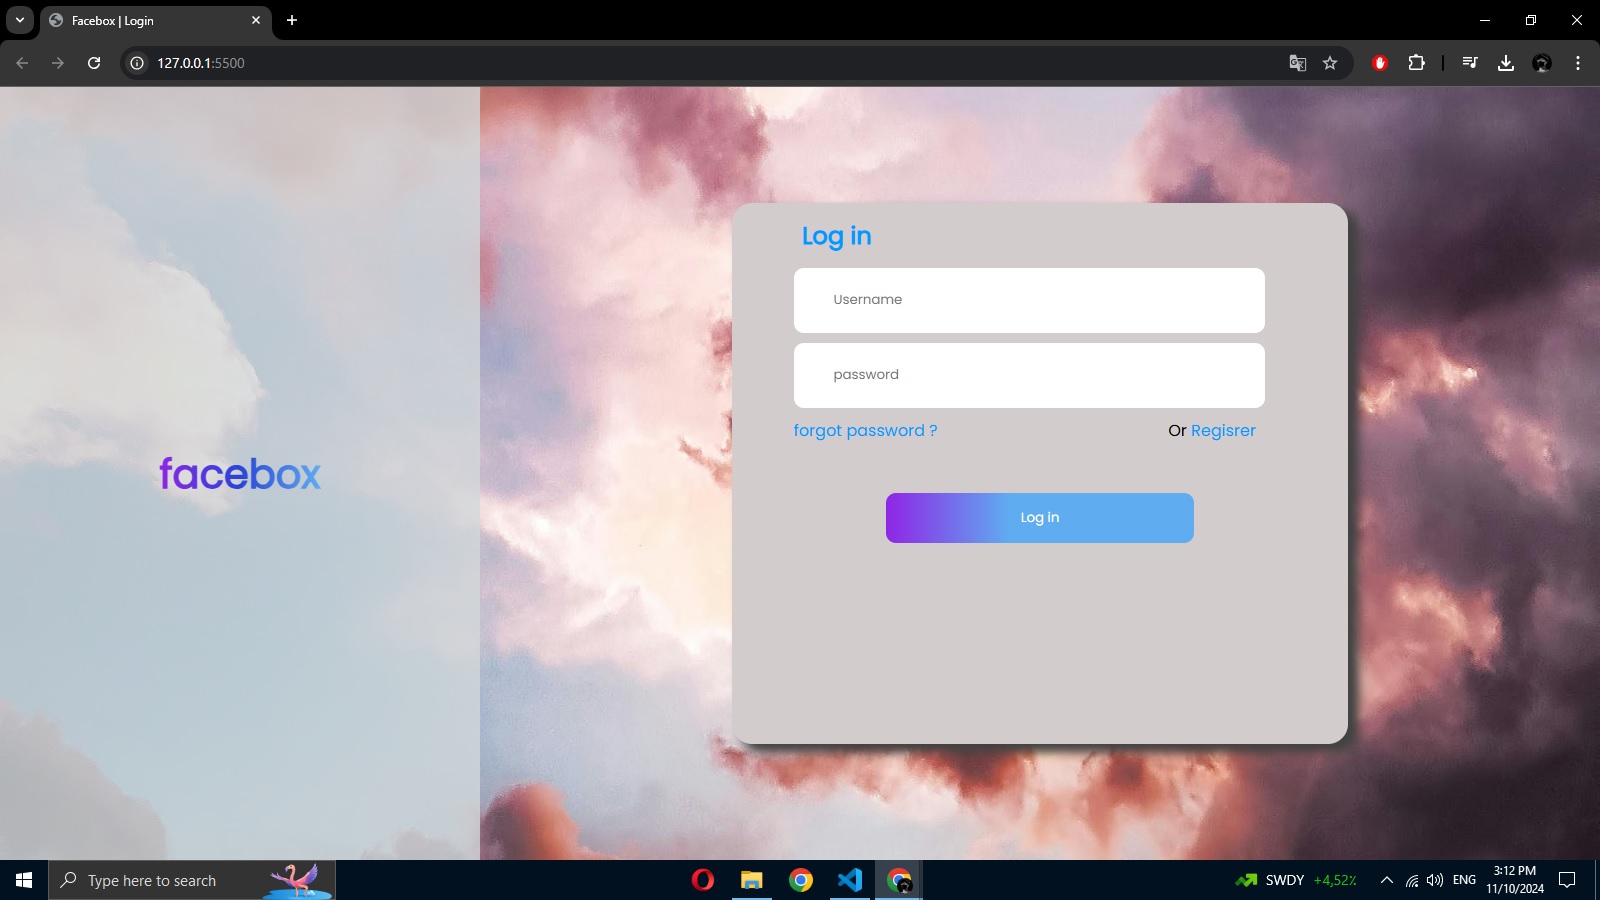 Facebox | Login
127.0.0.1:5500
Log in
Username
password
forgot password ?
Or Regisrer
facebox
Log in
Type here to search
SWDY +4,52%
ENG
3:12 PM
11/10/2024